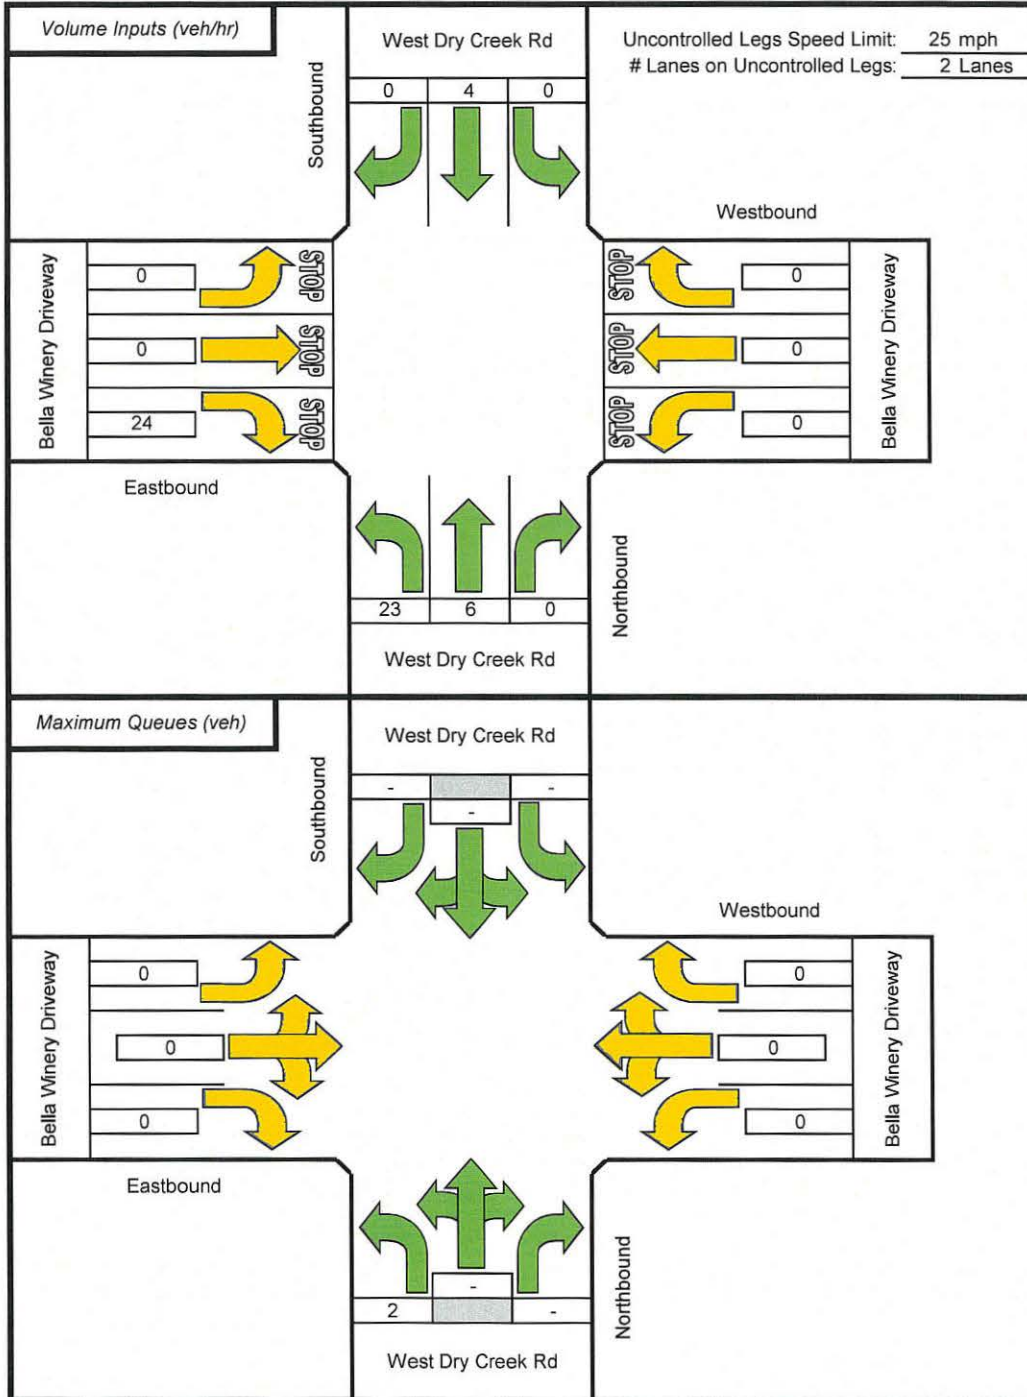 Volume Inputs (veh/hr)
Southbound
West Dry Creek Rd
Uncontrolled Legs Speed Limit: 25 mph
# Lanes on Uncontrolled Legs: 2 Lanes
0 4 0
Westbound
Bella Winery Driveway
0
STOP
STOP
0
0
STOP
STOP
0
24
STOP
STOP
0
Bella Winery Driveway
Eastbound
23 6 0
Northbound
West Dry Creek Rd
Maximum Queues (veh)
Southbound
West Dry Creek Rd
- -
-
Westbound
Bella Winery Driveway
0
0
0
0
0
0
Bella Winery Driveway
Eastbound
-
2 -
Northbound
West Dry Creek Rd